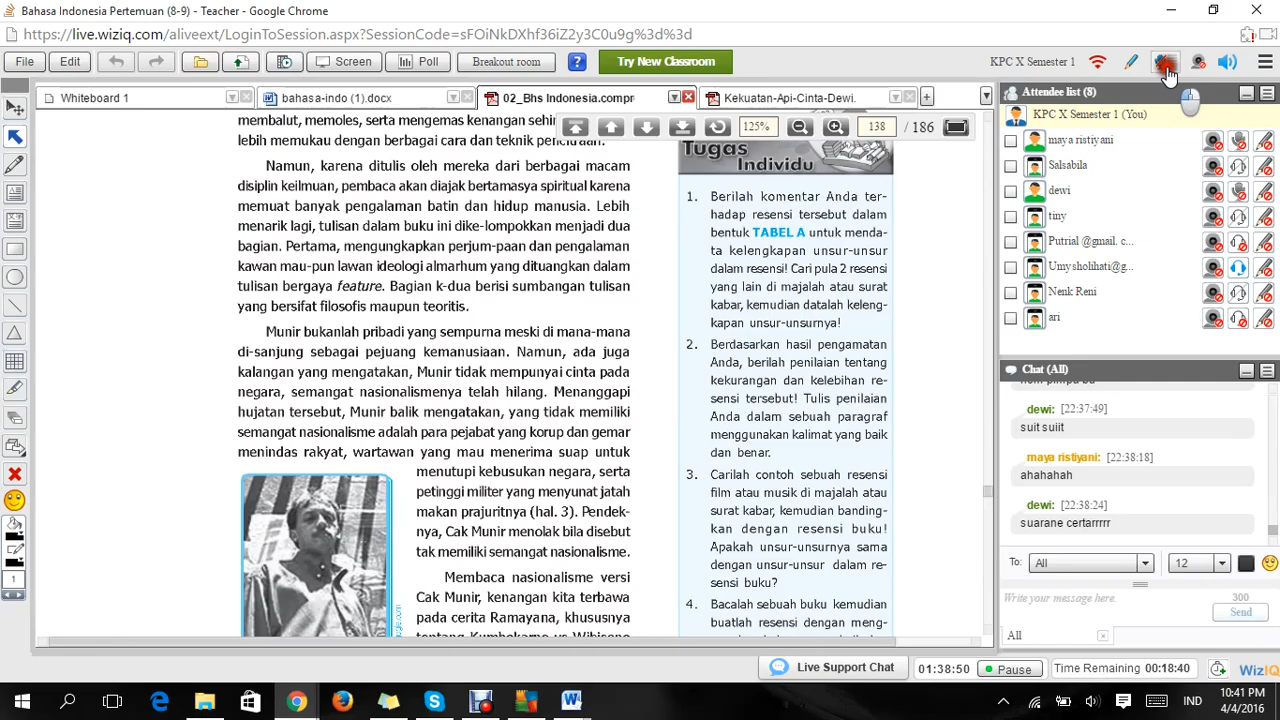 Bahasa Indonesia Pertemuan (8-9) - Teacher - Google Chrome
https://live.wiziq.com/aliveext/LoginToSession.aspx?SessionCode=sFOiNkDXhf36iZ2y3C0u9g%3d%3d
File Edit Screen Poll Breakout room ? Try New Classroom KPC X Semester 1
Whiteboard 1 bahasa-indo (1).docx 02_Bhs Indonesia.compre Kekuatan-Api-Cinta-Dewi.
125% 138 / 186
membalut, memoles, serta mengemas kenangan sehin
lebih memukau dengan berbagai cara dan teknik
Namun, karena ditulis oleh mereka dari berbagai macam
disiplin keilmuan, pembaca akan diajak bertamasya spiritual karena
memuat banyak pengalaman batin dan hidup manusia. Lebih
menarik lagi, tulisan dalam buku ini dike-lompokkan menjadi dua
bagian. Pertama, mengungkapkan perjum-paan dan pengalaman
kawan mau-pun lawan ideologi almarhum yang dituangkan dalam
tulisan bergaya feature. Bagian k-dua berisi sumbangan tulisan
yang bersifat filosofis maupun teoritis.
Munir bukanlah pribadi yang sempurna meski di mana-mana
di-sanjung sebagai pejuang kemanusiaan. Namun, ada juga
kalangan yang mengatakan, Munir tidak mempunyai cinta pada
negara, semangat nasionalismenya telah hilang. Menanggapi
hujatan tersebut, Munir balik mengatakan, yang tidak memiliki
semangat nasionalisme adalah para pejabat yang korup dan gemar
menindas rakyat, wartawan yang mau menerima suap untuk
menutupi kebusukan negara, serta
petinggi militer yang menyunat jatah
makan prajuritnya (hal. 3). Pendek-
nya, Cak Munir menolak bila disebut
tak memiliki semangat nasionalisme.
Membaca nasionalisme versi
Cak Munir, kenangan kita terbawa
pada cerita Ramayana, khususnya
tentang Kumbokarno vs Wibisono
Tugas
Individu
1. Berilah komentar Anda ter-
hadap resensi tersebut dalam
bentuk TABEL A untuk menda-
ta kelengkapan unsur-unsur
dalam resensi! Cari pula 2 resensi
yang lain di majalah atau surat
kabar, kemudian datalah keleng-
kapan unsur-unsurnya!
2. Berdasarkan hasil pengamatan
Anda, berilah penilaian tentang
kekurangan dan kelebihan re-
sensi tersebut! Tulis penilaian
Anda dalam sebuah paragraf
menggunakan kalimat yang baik
dan benar.
3. Carilah contoh sebuah resensi
film atau musik di majalah atau
surat kabar, kemudian banding-
kan dengan resensi buku!
Apakah unsur-unsurnya sama
dengan unsur-unsur dalam re-
sensi buku?
4. Bacalah sebuah buku kemudian
buatlah resensi dengan meng-
Attendee list (8)
KPC X Semester 1 (You)
maya ristiyani
Salsabila
dewi
tiny
Putrial @gmail. c...
Umysholihati@g...
Nenk Reni
ari
Chat (All)
dewi: [22:37:49]
suit suiit
maya ristiyani: [22:38:18]
ahahahah
dewi: [22:38:24]
suarane certarrrrr
To: All 12
Write your message here. 300
Send
All
1
Live Support Chat 01:38:50 Pause Time Remaining 00:18:40 WizIQ
IND 10:41 PM
4/4/2016